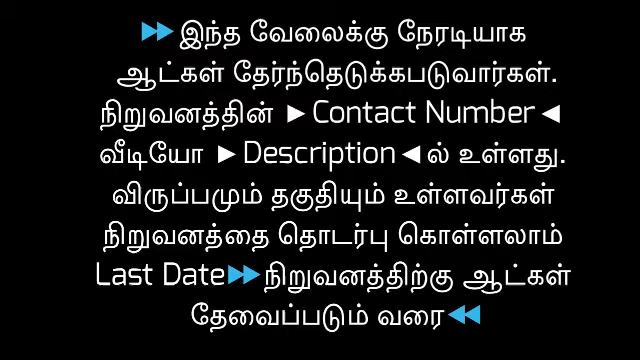 ⏩இந்த வேலைக்கு நேரடியாக
ஆட்கள் தேர்ந்தெடுக்கபடுவார்கள்.
நிறுவனத்தின் ►Contact Number◄
வீடியோ ►Description◄ல் உள்ளது.
விருப்பமும் தகுதியும் உள்ளவர்கள்
நிறுவனத்தை தொடர்பு கொள்ளலாம்
Last Date⏩நிறுவனத்திற்கு ஆட்கள்
தேவைப்படும் வரை⏪